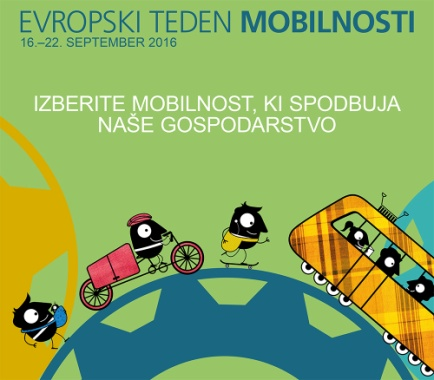 EVROPSKI TEDEN MOBILNOSTI
16.–22. SEPTEMBER 2016
IZBERITE MOBILNOST, KI SPODBUJA
NAŠE GOSPODARSTVO